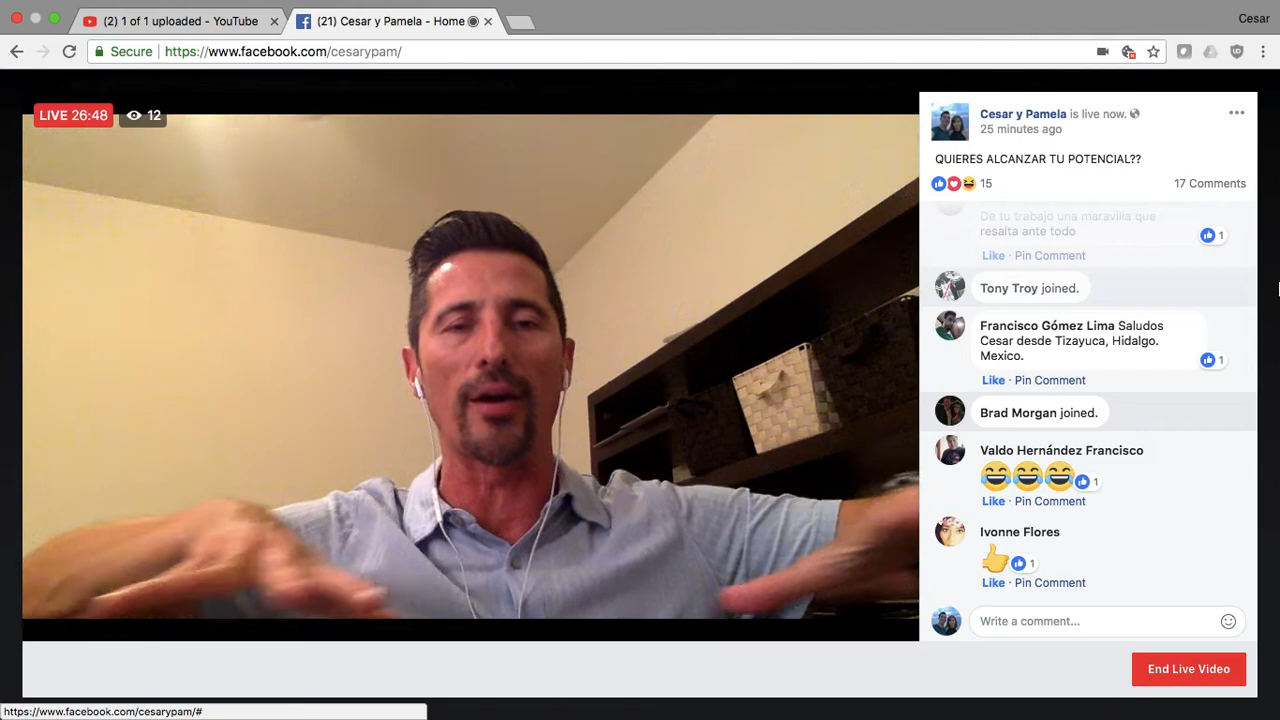 (2) 1 of 1 uploaded - YouTube
(21) Cesar y Pamela - Home
Cesar
Secure
https://www.facebook.com/cesarypam/
LIVE 26:48
12
Cesar y Pamela is live now.
25 minutes ago
QUIERES ALCANZAR TU POTENCIAL??
15
17 Comments
De tu trabajo una maravilla que
resalta ante todo
1
Like · Pin Comment
Tony Troy joined.
Francisco Gómez Lima Saludos
Cesar desde Tizayuca, Hidalgo.
Mexico.
1
Like · Pin Comment
Brad Morgan joined.
Valdo Hernández Francisco
1
Like · Pin Comment
Ivonne Flores
1
Like · Pin Comment
Write a comment...
End Live Video
https://www.facebook.com/cesarypam/#